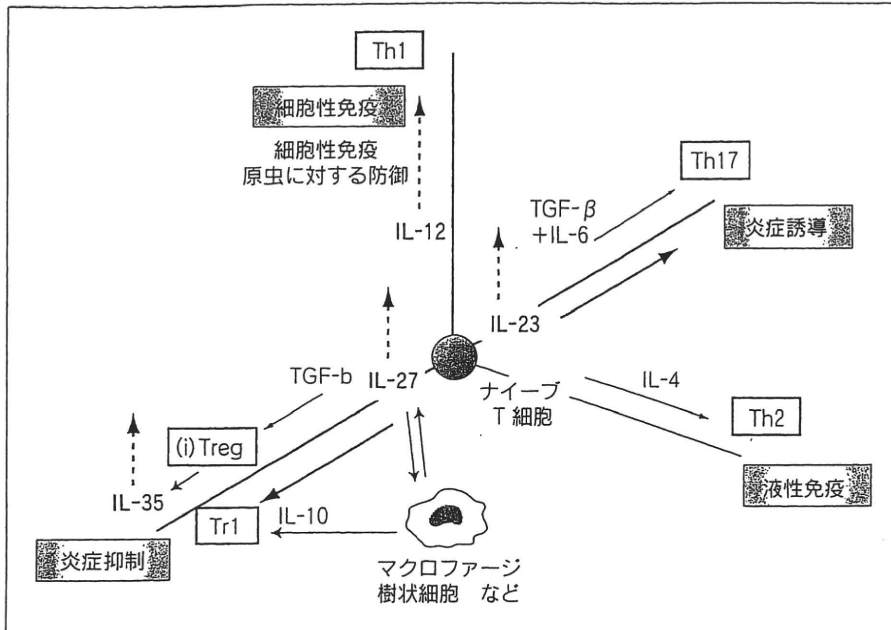 Th1
細胞性免疫
細胞性免疫
原虫に対する防御
IL-12
Th17
TGF-β
+IL-6
炎症誘導
IL-23
TGF-b
IL-27
ナイーブ
T 細胞
IL-4
Th2
液性免疫
(i)Treg
IL-35
Tr1
IL-10
炎症抑制
マクロファージ
樹状細胞 など